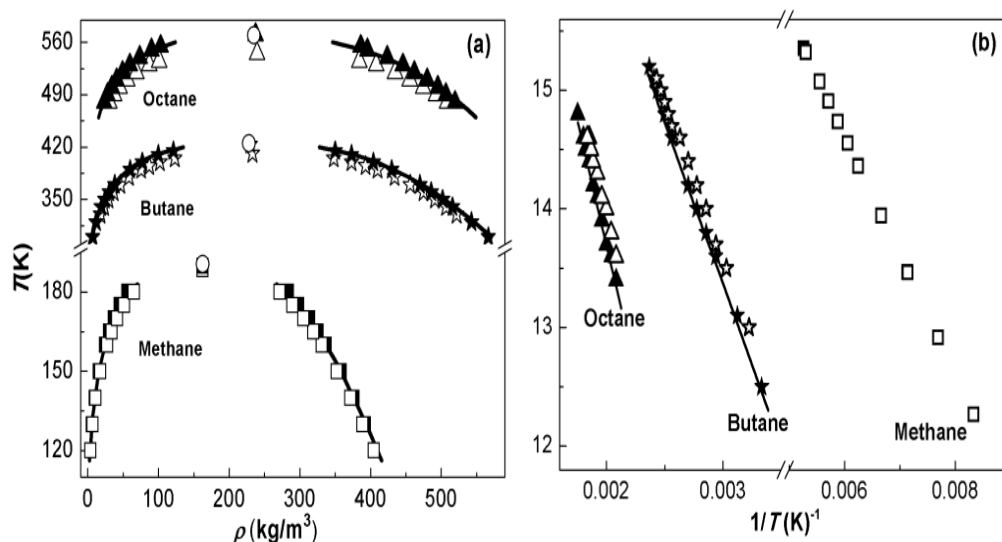 (a)
560
490
420
350
180
150
120
T(K)
Octane
Butane
Methane
0 100 200 300 400 500
ρ (kg/m³)
(b)
15
14
13
12
Octane
Butane
Methane
0.002 0.003 0.006 0.008
1/T (K)⁻¹